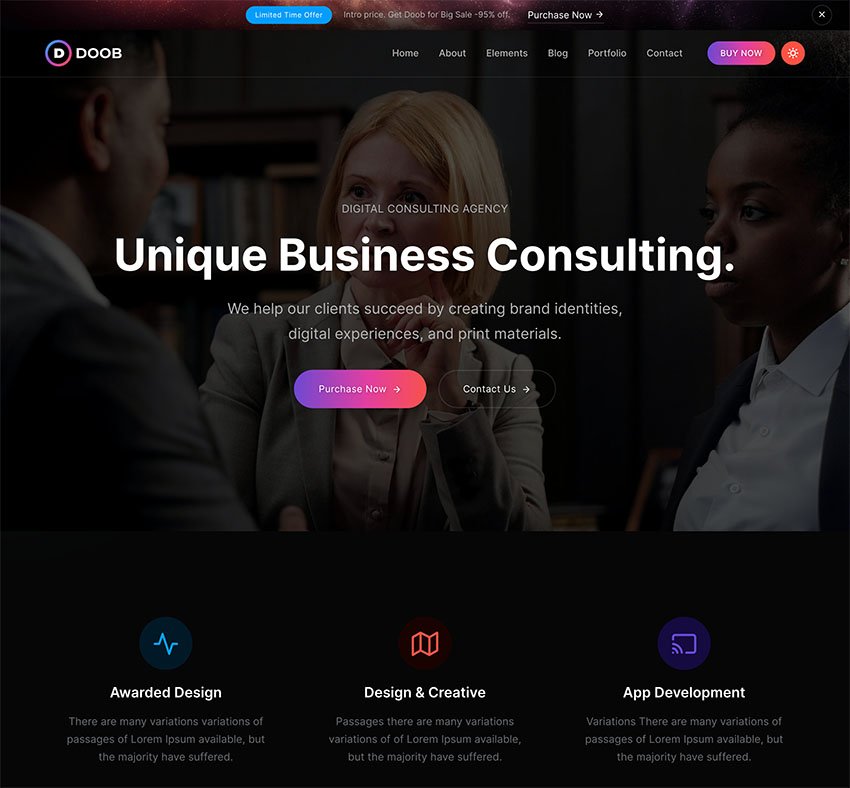 Limited Time Offer Intro price. Get Doob for Big Sale -95% off. Purchase Now →
D DOOB Home About Elements Blog Portfolio Contact BUY NOW
DIGITAL CONSULTING AGENCY
Unique Business Consulting.
We help our clients succeed by creating brand identities,
digital experiences, and print materials.
Purchase Now → Contact Us →
Awarded Design
There are many variations variations of
passages of Lorem Ipsum available, but
the majority have suffered.
Design & Creative
Passages there are many variations
variations of of Lorem Ipsum available,
but the majority have suffered.
App Development
Variations There are many variations of
passages of Lorem Ipsum available, but
the majority have suffered.